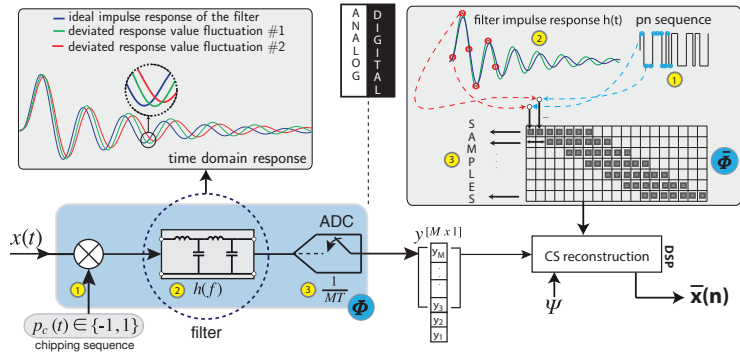 ideal impulse response of the filter
deviated response value fluctuation #1
deviated response value fluctuation #2
time domain response
ANALOG
DIGITAL
filter impulse response h(t)
pn sequence
2
1
3
SAMPLES
...
Φ̄
x(t)
1
2
h(f)
ADC
3
1/MT
Φ
p_c(t)∈{-1,1}
chipping sequence
filter
y^[M x 1]
y_M
:
:
y_3
y_2
y_1
CS reconstruction
DSP
Ψ
x̄(n)